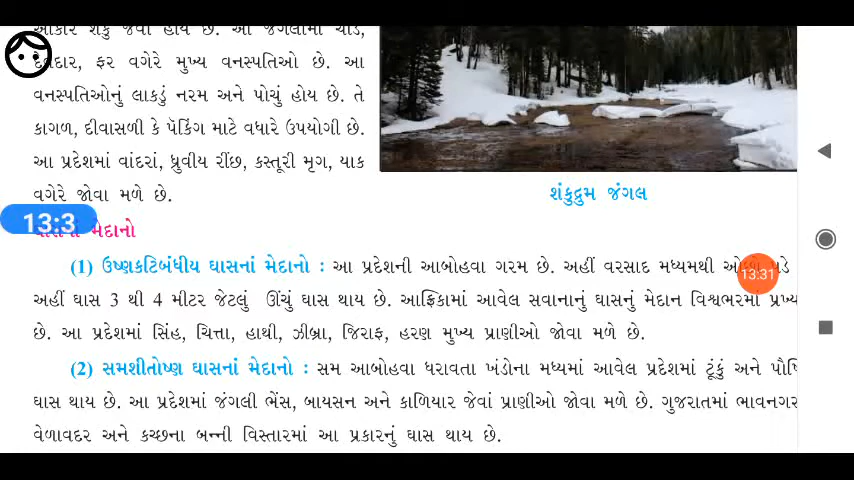 આકાર શંકુ જેવો હોય છે. આ જંગલોમાં ચીડ,
દેવદાર, ફર વગેરે મુખ્ય વનસ્પતિઓ છે. આ
વનસ્પતિઓનું લાકડું નરમ અને પોચું હોય છે. તે
કાગળ, દીવાસળી કે પૅકિંગ માટે વધારે ઉપયોગી છે.
આ પ્રદેશમાં વાંદરાં, ધ્રુવીય રીંછ, કસ્તૂરી મૃગ, યાક
વગેરે જોવા મળે છે.
શંકુદ્રુમ જંગલ
13:3
મેદાનો
(1) ઉષ્ણકટિબંધીય ઘાસનાં મેદાનો : આ પ્રદેશની આબોહવા ગરમ છે. અહીં વરસાદ મધ્યમથી પડે
13:31
અહીં ઘાસ 3 થી 4 મીટર જેટલું ઊંચું ઘાસ થાય છે. આફ્રિકામાં આવેલ સવાનાનું ઘાસનું મેદાન વિશ્વભરમાં પ્રખ્ય
છે. આ પ્રદેશમાં સિંહ, ચિત્તા, હાથી, ઝીબ્રા, જિરાફ, હરણ મુખ્ય પ્રાણીઓ જોવા મળે છે.
(2) સમશીતોષ્ણ ઘાસનાં મેદાનો : સમ આબોહવા ધરાવતા ખંડોના મધ્યમાં આવેલ પ્રદેશમાં ટૂંકું અને પૌષ્
ઘાસ થાય છે. આ પ્રદેશમાં જંગલી ભેંસ, બાયસન અને કાળિયાર જેવાં પ્રાણીઓ જોવા મળે છે. ગુજરાતમાં ભાવનગર
વેળાવદર અને કચ્છના બન્ની વિસ્તારમાં આ પ્રકારનું ઘાસ થાય છે.